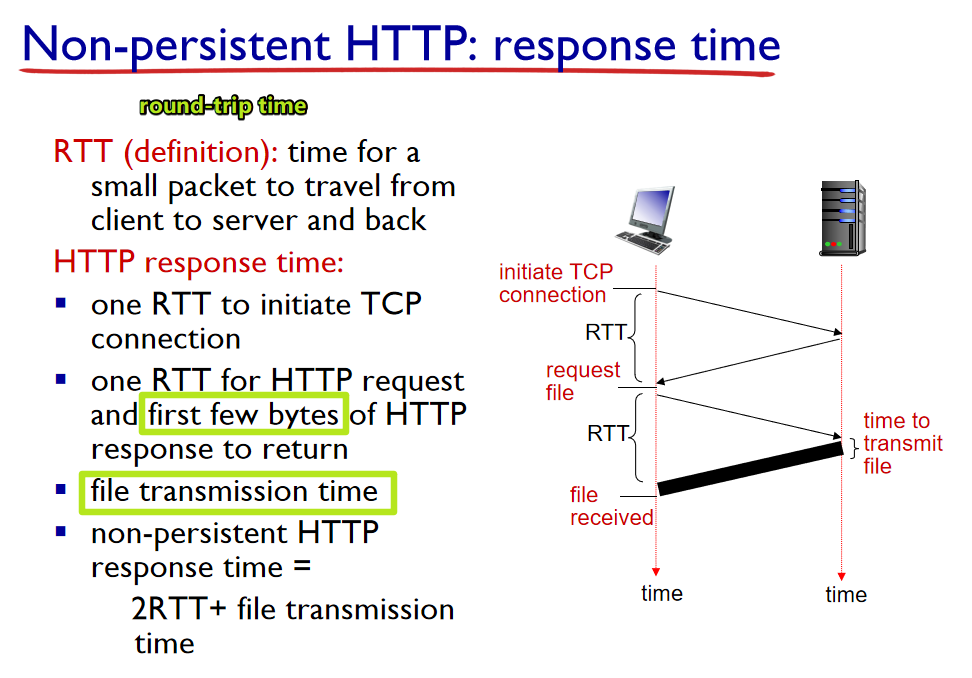 Non-persistent HTTP: response time
round-trip time
RTT (definition): time for a
small packet to travel from
client to server and back
HTTP response time:
▪ one RTT to initiate TCP
connection
▪ one RTT for HTTP request
and first few bytes of HTTP
response to return
▪ file transmission time
▪ non-persistent HTTP
response time =
2RTT+ file transmission
time
initiate TCP
connection
RTT
request
file
RTT
time to
transmit
file
file
received
time
time